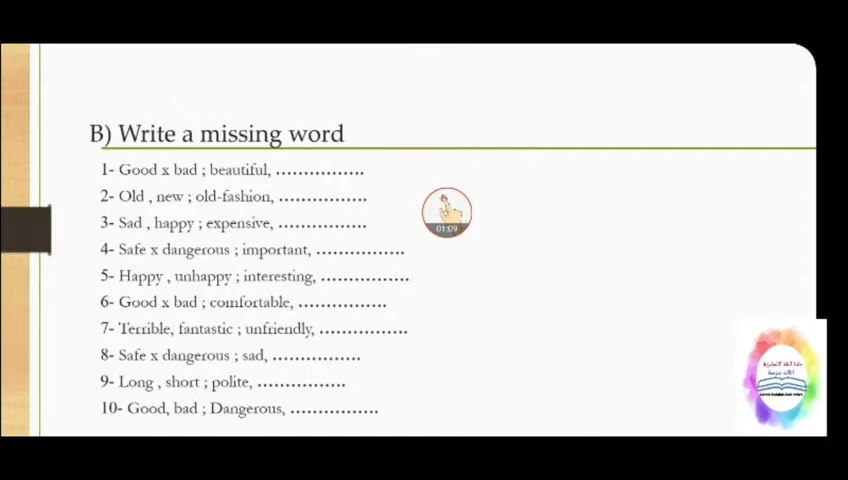 B) Write a missing word
1- Good x bad ; beautiful, ................
2- Old , new ; old-fashion, ................
3- Sad , happy ; expensive, ................
4- Safe x dangerous ; important, ................
5- Happy , unhappy ; interesting, ................
6- Good x bad ; comfortable, ................
7- Terrible, fantastic ; unfriendly, ................
8- Safe x dangerous ; sad, ................
9- Long , short ; polite, ................
10- Good, bad ; Dangerous, ................
01:09